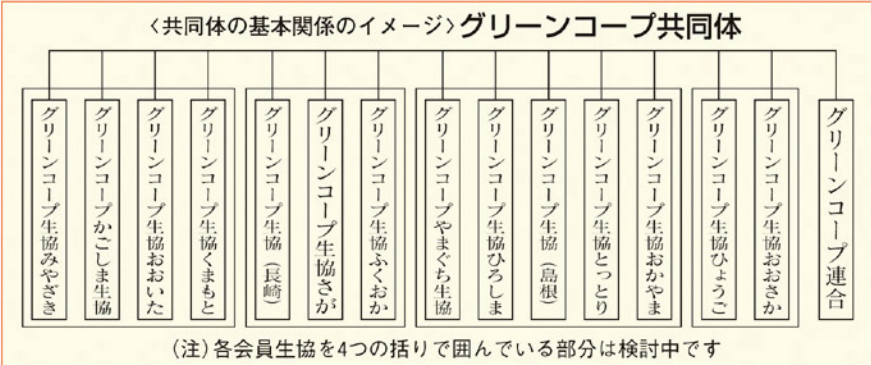 〈共同体の基本関係のイメージ〉グリーンコープ共同体
グリーンコープ連合
グリーンコープ生協おおさか
グリーンコープ生協ひょうご
グリーンコープ生協おかやま
グリーンコープ生協とっとり
グリーンコープ生協（島根）
グリーンコープ生協ひろしま
グリーンコープやまぐち生協
グリーンコープ生協ふくおか
グリーンコープ生協さが
グリーンコープ生協（長崎）
グリーンコープ生協くまもと
グリーンコープ生協おおいた
グリーンコープかごしま生協
グリーンコープ生協みやざき
(注)各会員生協を4つの括りで囲んでいる部分は検討中です